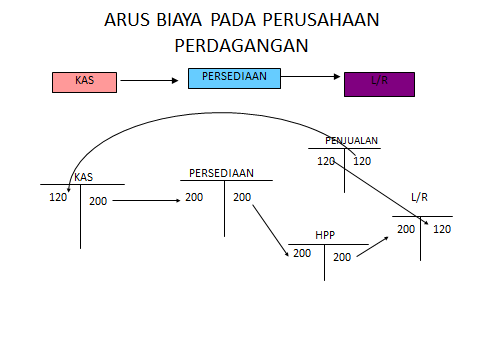 ARUS BIAYA PADA PERUSAHAAN
PERDAGANGAN
KAS PERSEDIAAN L/R
PENJUALAN
120 120
KAS
120 200
PERSEDIAAN
200 200
L/R
200 120
HPP
200 200